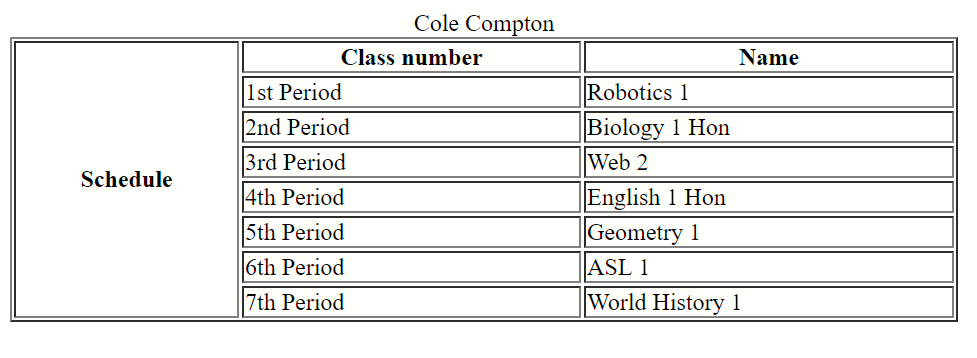 Cole Compton
Class number Name
1st Period Robotics 1
2nd Period Biology 1 Hon
3rd Period Web 2
Schedule
4th Period English 1 Hon
5th Period Geometry 1
6th Period ASL 1
7th Period World History 1